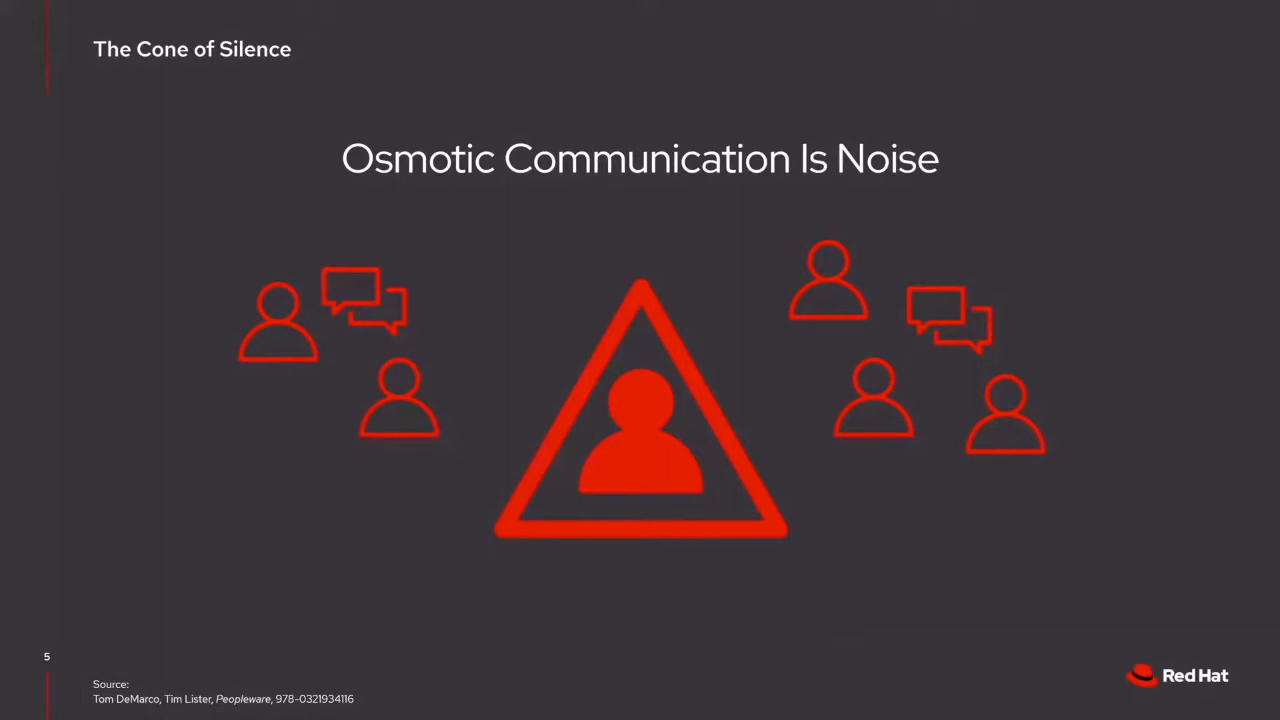 The Cone of Silence
Osmotic Communication Is Noise
5
Source:
Tom DeMarco, Tim Lister, Peopleware, 978-0321934116
Red Hat